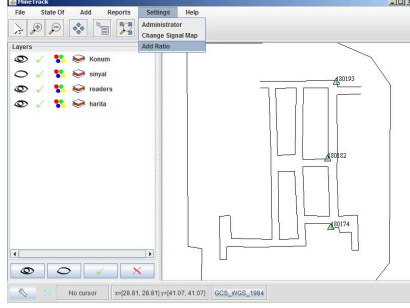 MineTrack
File State Of Add Reports Settings Help
Administrator
Change Signal Map
Add Ratio
Layers
Konum
sinyal
readers
harita
80193
80182
80174
No cursor x=[28.81, 28.81] y=[41.07, 41.07] GCS_WGS_1984